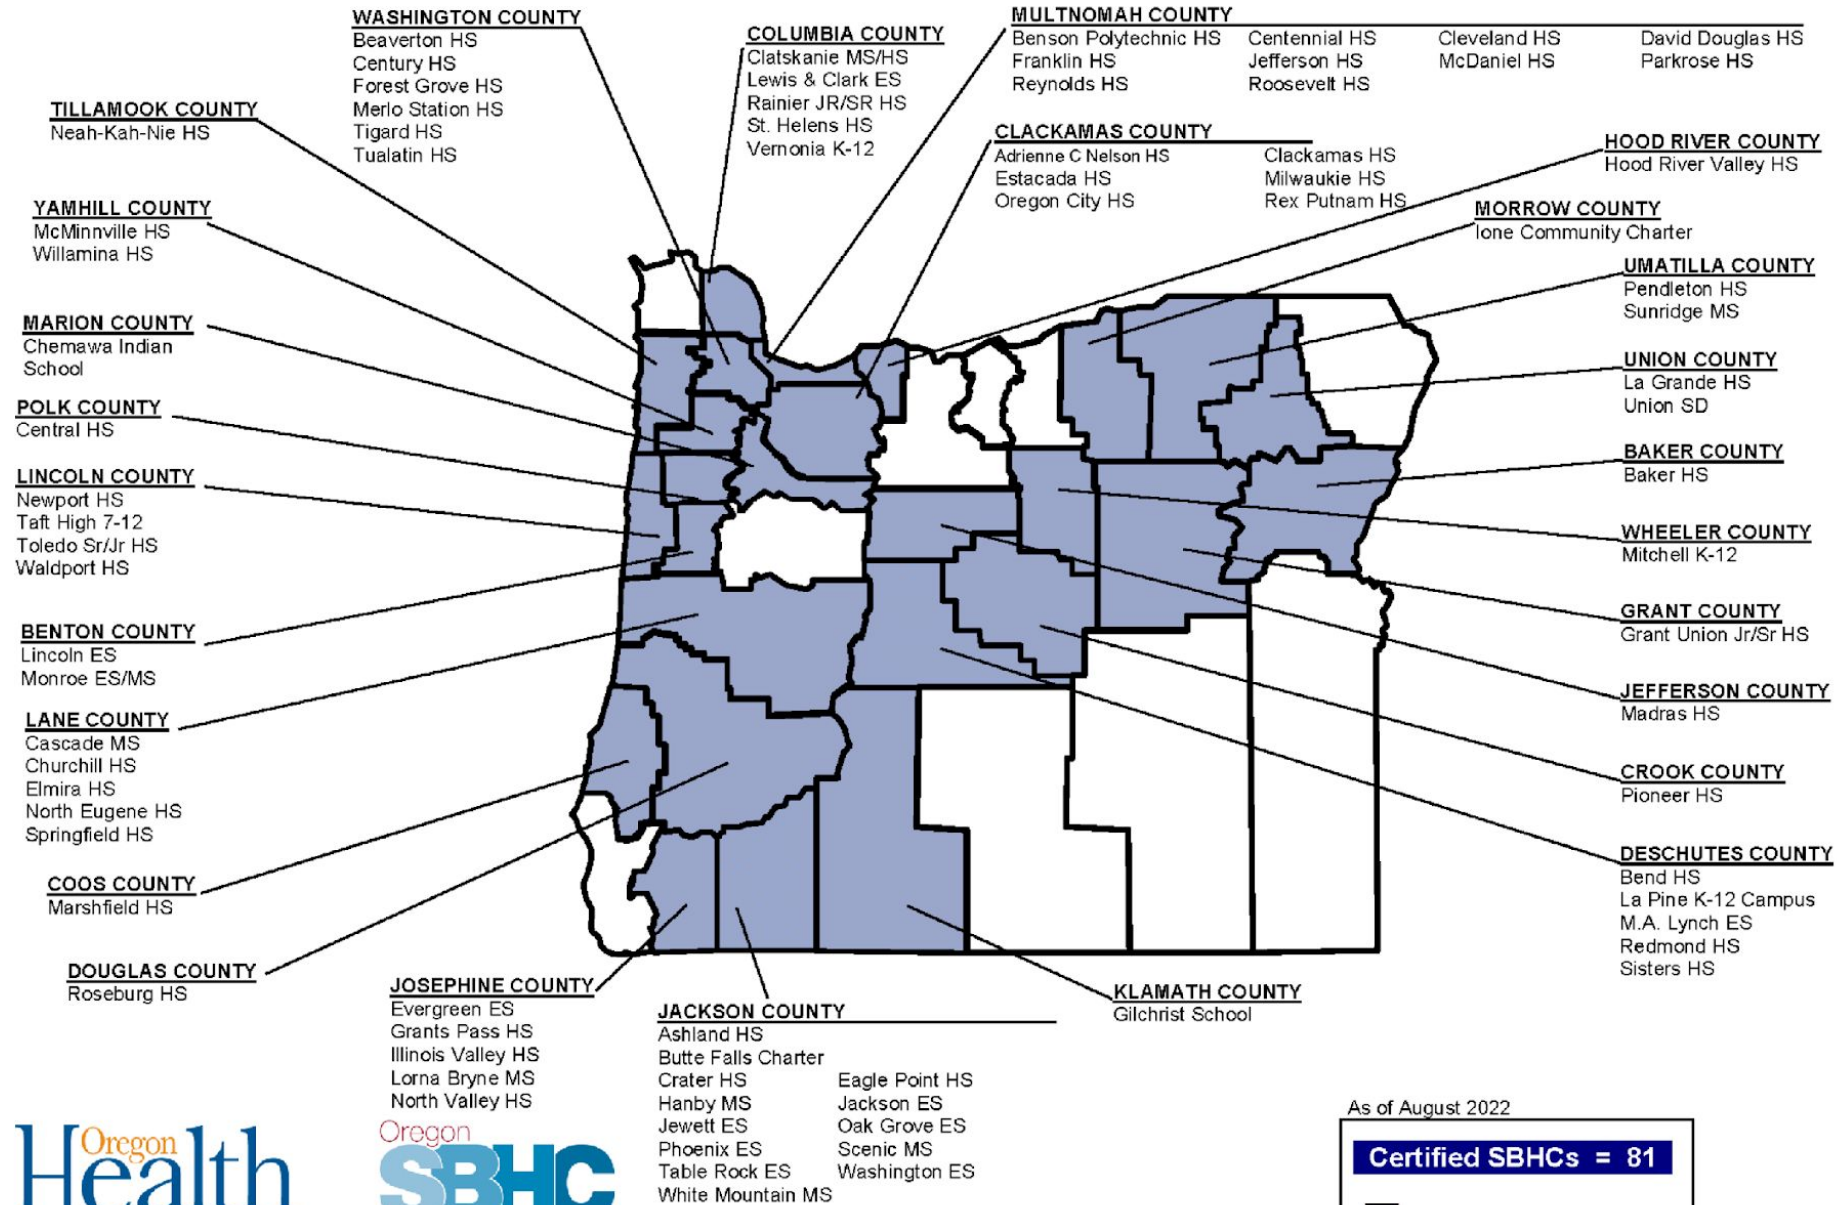 WASHINGTON COUNTY
Beaverton HS
Century HS
Forest Grove HS
Merlo Station HS
Tigard HS
Tualatin HS
COLUMBIA COUNTY
Clatskanie MS/HS
Lewis & Clark ES
Rainier JR/SR HS
St. Helens HS
Vernonia K-12
MULTNOMAH COUNTY
Benson Polytechnic HS Centennial HS Cleveland HS David Douglas HS
Franklin HS Jefferson HS McDaniel HS Parkrose HS
Reynolds HS Roosevelt HS
TILLAMOOK COUNTY
Neah-Kah-Nie HS
CLACKAMAS COUNTY
Adrienne C Nelson HS Clackamas HS
Estacada HS Milwaukie HS
Oregon City HS Rex Putnam HS
HOOD RIVER COUNTY
Hood River Valley HS
YAMHILL COUNTY
McMinnville HS
Willamina HS
MORROW COUNTY
Ione Community Charter
UMATILLA COUNTY
Pendleton HS
Sunridge MS
MARION COUNTY
Chemawa Indian
School
UNION COUNTY
La Grande HS
Union SD
POLK COUNTY
Central HS
BAKER COUNTY
Baker HS
LINCOLN COUNTY
Newport HS
Taft High 7-12
Toledo Sr/Jr HS
Waldport HS
WHEELER COUNTY
Mitchell K-12
GRANT COUNTY
Grant Union Jr/Sr HS
BENTON COUNTY
Lincoln ES
Monroe ES/MS
JEFFERSON COUNTY
Madras HS
LANE COUNTY
Cascade MS
Churchill HS
Elmira HS
North Eugene HS
Springfield HS
CROOK COUNTY
Pioneer HS
DESCHUTES COUNTY
Bend HS
La Pine K-12 Campus
M.A. Lynch ES
Redmond HS
Sisters HS
COOS COUNTY
Marshfield HS
DOUGLAS COUNTY
Roseburg HS
JOSEPHINE COUNTY
Evergreen ES
Grants Pass HS
Illinois Valley HS
Lorna Bryne MS
North Valley HS
JACKSON COUNTY
Ashland HS
Butte Falls Charter
Crater HS Eagle Point HS
Hanby MS Jackson ES
Jewett ES Oak Grove ES
Phoenix ES Scenic MS
Table Rock ES Washington ES
White Mountain MS
KLAMATH COUNTY
Gilchrist School
As of August 2022
Certified SBHCs = 81
Oregon
Health
Oregon
SBHC